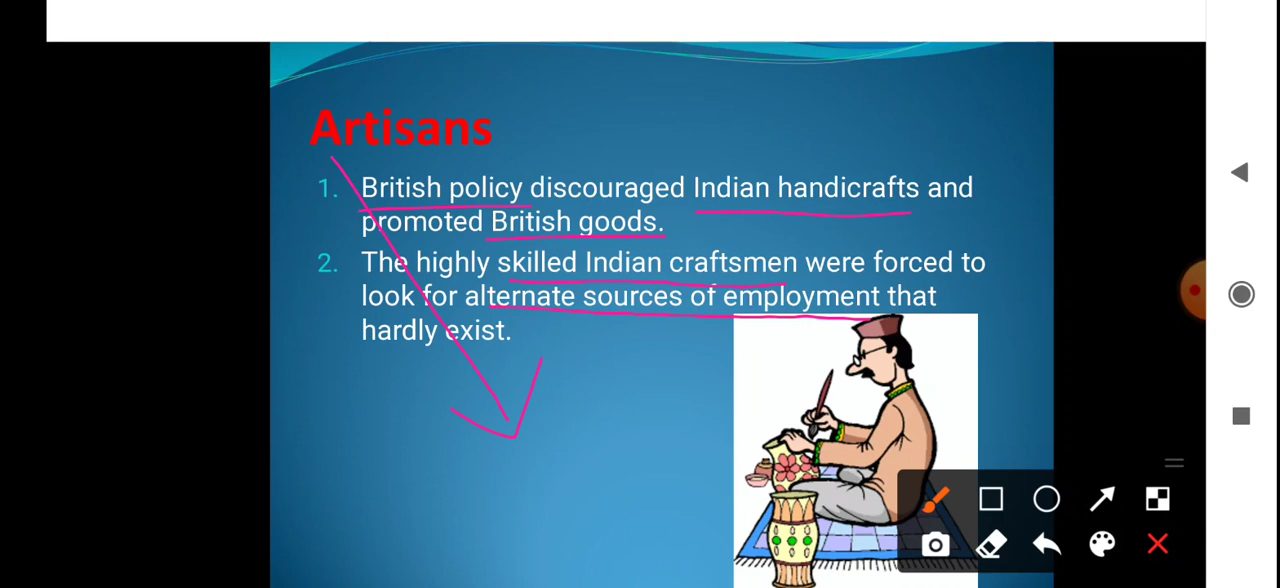 Artisans
1. British policy discouraged Indian handicrafts and
promoted British goods.
2. The highly skilled Indian craftsmen were forced to
look for alternate sources of employment that
hardly exist.